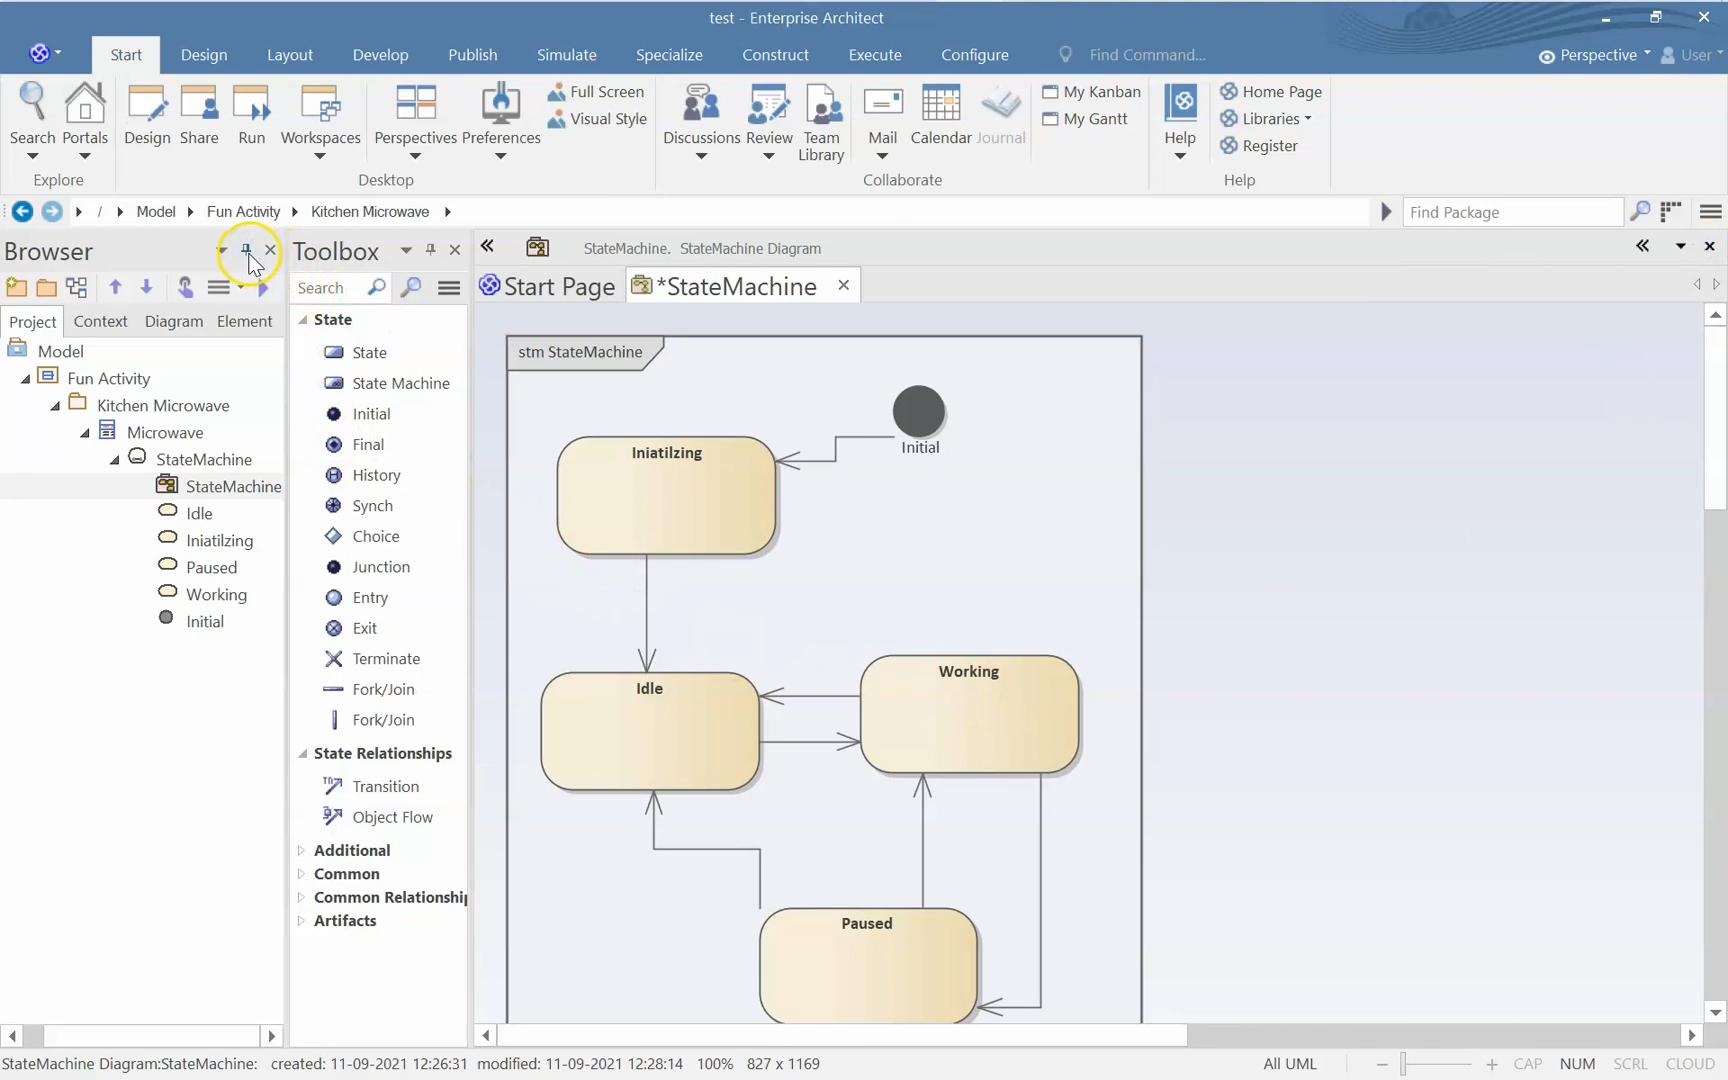 test - Enterprise Architect
Start Design Layout Develop Publish Simulate Specialize Construct Execute Configure Find Command... Perspective User
Search Portals Design Share Run Workspaces Perspectives Preferences Full Screen Visual Style Discussions Review Team Library Mail Calendar Journal My Kanban My Gantt Help Home Page Libraries Register
Explore Desktop Collaborate Help
/ Model Fun Activity Kitchen Microwave Find Package
Browser
Project Context Diagram Element
Model
Fun Activity
Kitchen Microwave
Microwave
StateMachine
StateMachine
Idle
Iniatilzing
Paused
Working
Initial
Toolbox
Search
State
State
State Machine
Initial
Final
History
Synch
Choice
Junction
Entry
Exit
Terminate
Fork/Join
Fork/Join
State Relationships
Transition
Object Flow
Additional
Common
Common Relationship
Artifacts
StateMachine. StateMachine Diagram
Start Page *StateMachine
stm StateMachine
Initial
Iniatilzing
Idle
Working
Paused
StateMachine Diagram:StateMachine: created: 11-09-2021 12:26:31 modified: 11-09-2021 12:28:14 100% 827 x 1169 All UML CAP NUM SCRL CLOUD